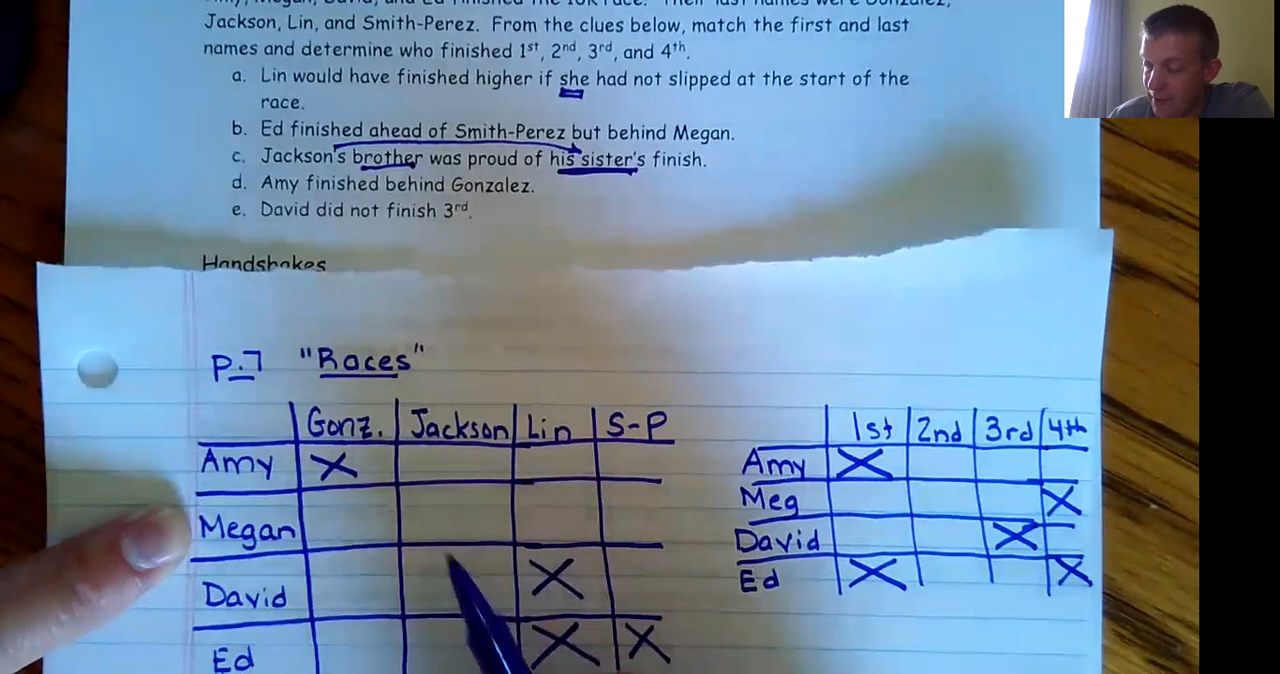 Jackson, Lin, and Smith-Perez. From the clues below, match the first and last
names and determine who finished 1st, 2nd, 3rd, and 4th.
a. Lin would have finished higher if she had not slipped at the start of the
race.
b. Ed finished ahead of Smith-Perez but behind Megan.
c. Jackson's brother was proud of his sister's finish.
d. Amy finished behind Gonzalez.
e. David did not finish 3rd.
Handshakes
P.7 "Races"
Gonz. Jackson Lin S-P
Amy X
Megan
David X
Ed X X
1st 2nd 3rd 4th
Amy X
Meg X
David X
Ed X X